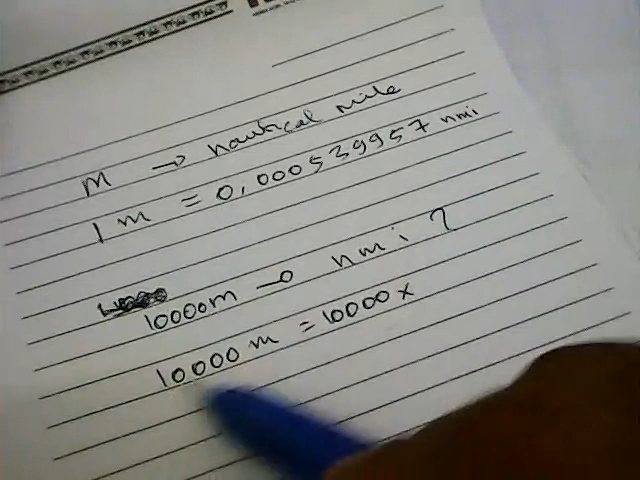 m → nautical mile
1 m = 0,000539957 nmi
10000m → nmi ?
10000 m = 10000 x